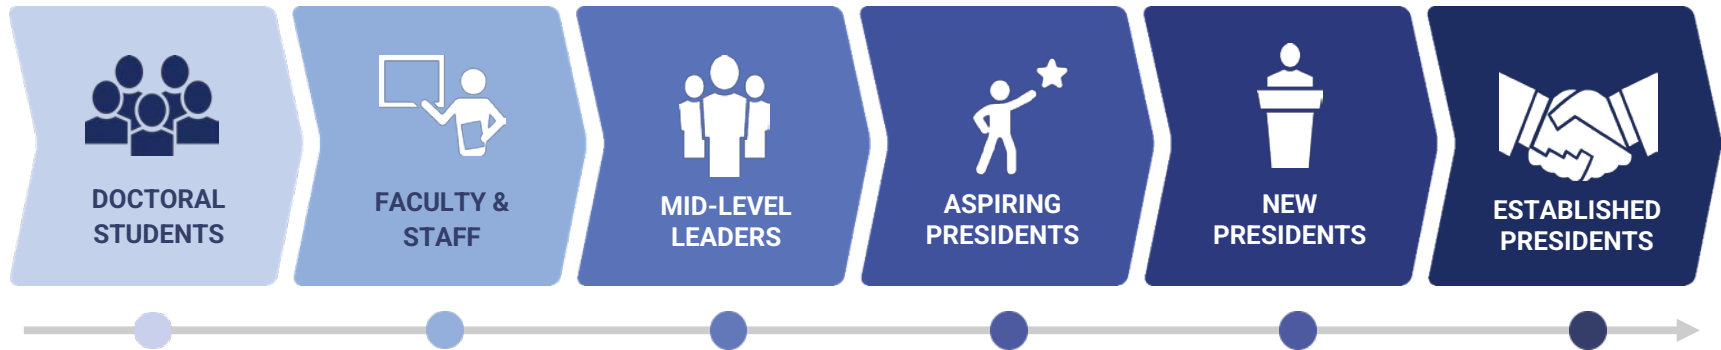 DOCTORAL
STUDENTS
FACULTY &
STAFF
MID-LEVEL
LEADERS
ASPIRING
PRESIDENTS
NEW
PRESIDENTS
ESTABLISHED
PRESIDENTS